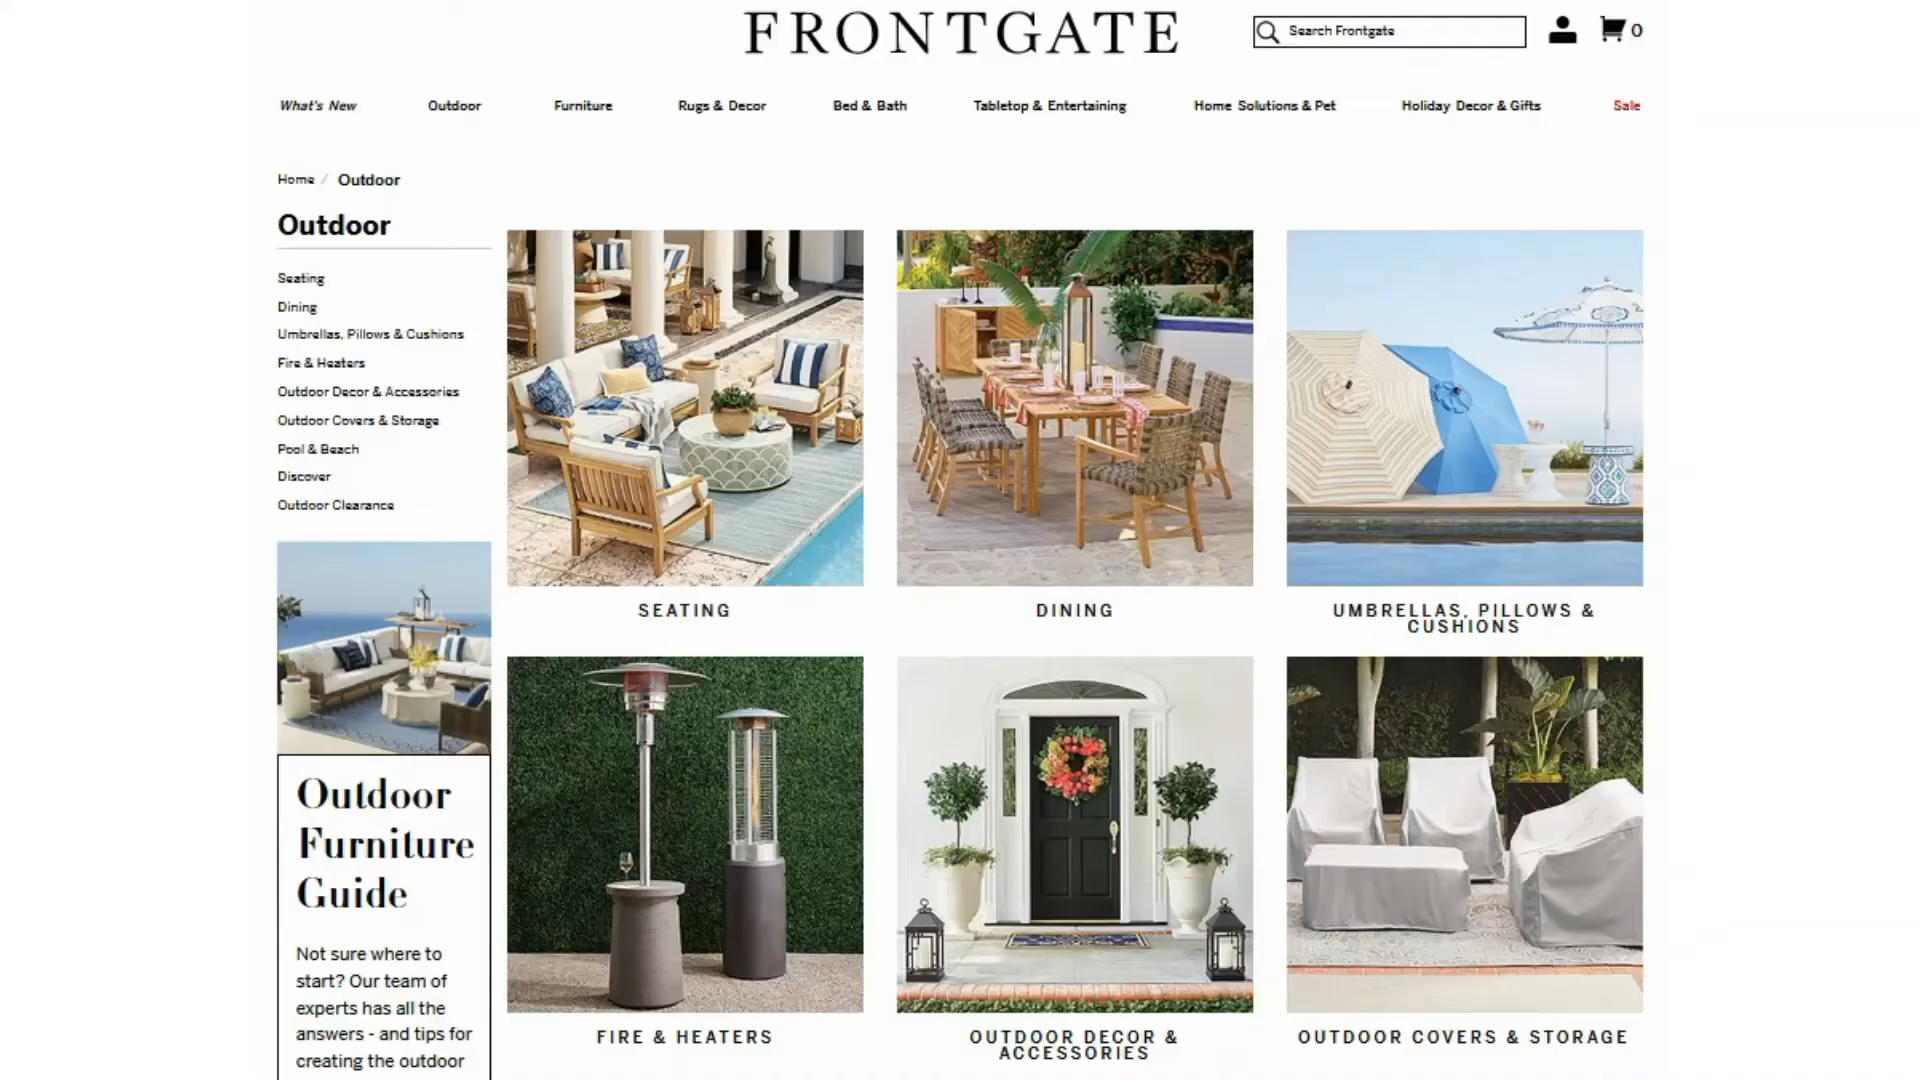 FRONTGATE
Search Frontgate
0
What's New
Outdoor
Furniture
Rugs & Decor
Bed & Bath
Tabletop & Entertaining
Home Solutions & Pet
Holiday Decor & Gifts
Sale
Home / Outdoor
Outdoor
Seating
Dining
Umbrellas, Pillows & Cushions
Fire & Heaters
Outdoor Decor & Accessories
Outdoor Covers & Storage
Pool & Beach
Discover
Outdoor Clearance
Outdoor
Furniture
Guide
Not sure where to
start? Our team of
experts has all the
answers - and tips for
creating the outdoor
SEATING
DINING
UMBRELLAS, PILLOWS &
CUSHIONS
FIRE & HEATERS
OUTDOOR DECOR &
ACCESSORIES
OUTDOOR COVERS & STORAGE